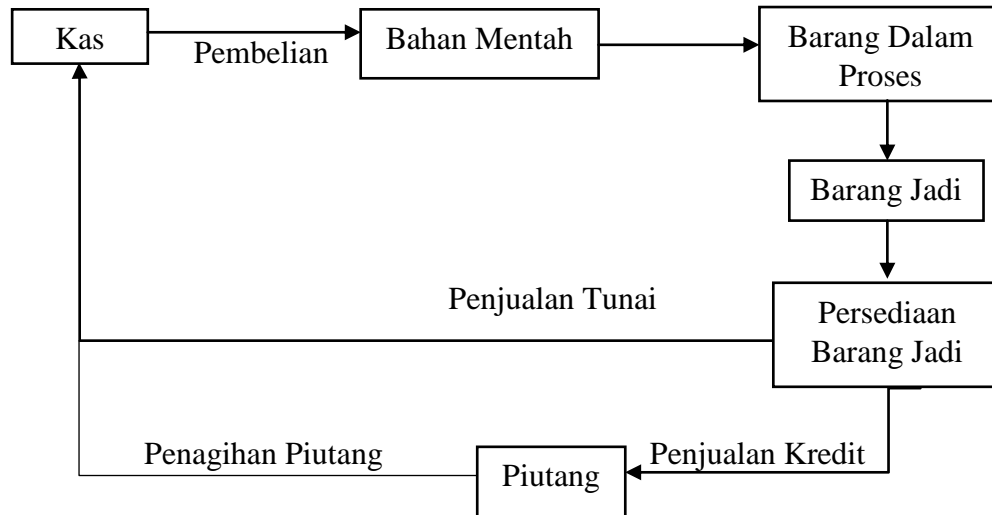 Kas
Pembelian
Bahan Mentah
Barang Dalam
Proses
Barang Jadi
Penjualan Tunai
Persediaan
Barang Jadi
Penagihan Piutang
Piutang
Penjualan Kredit